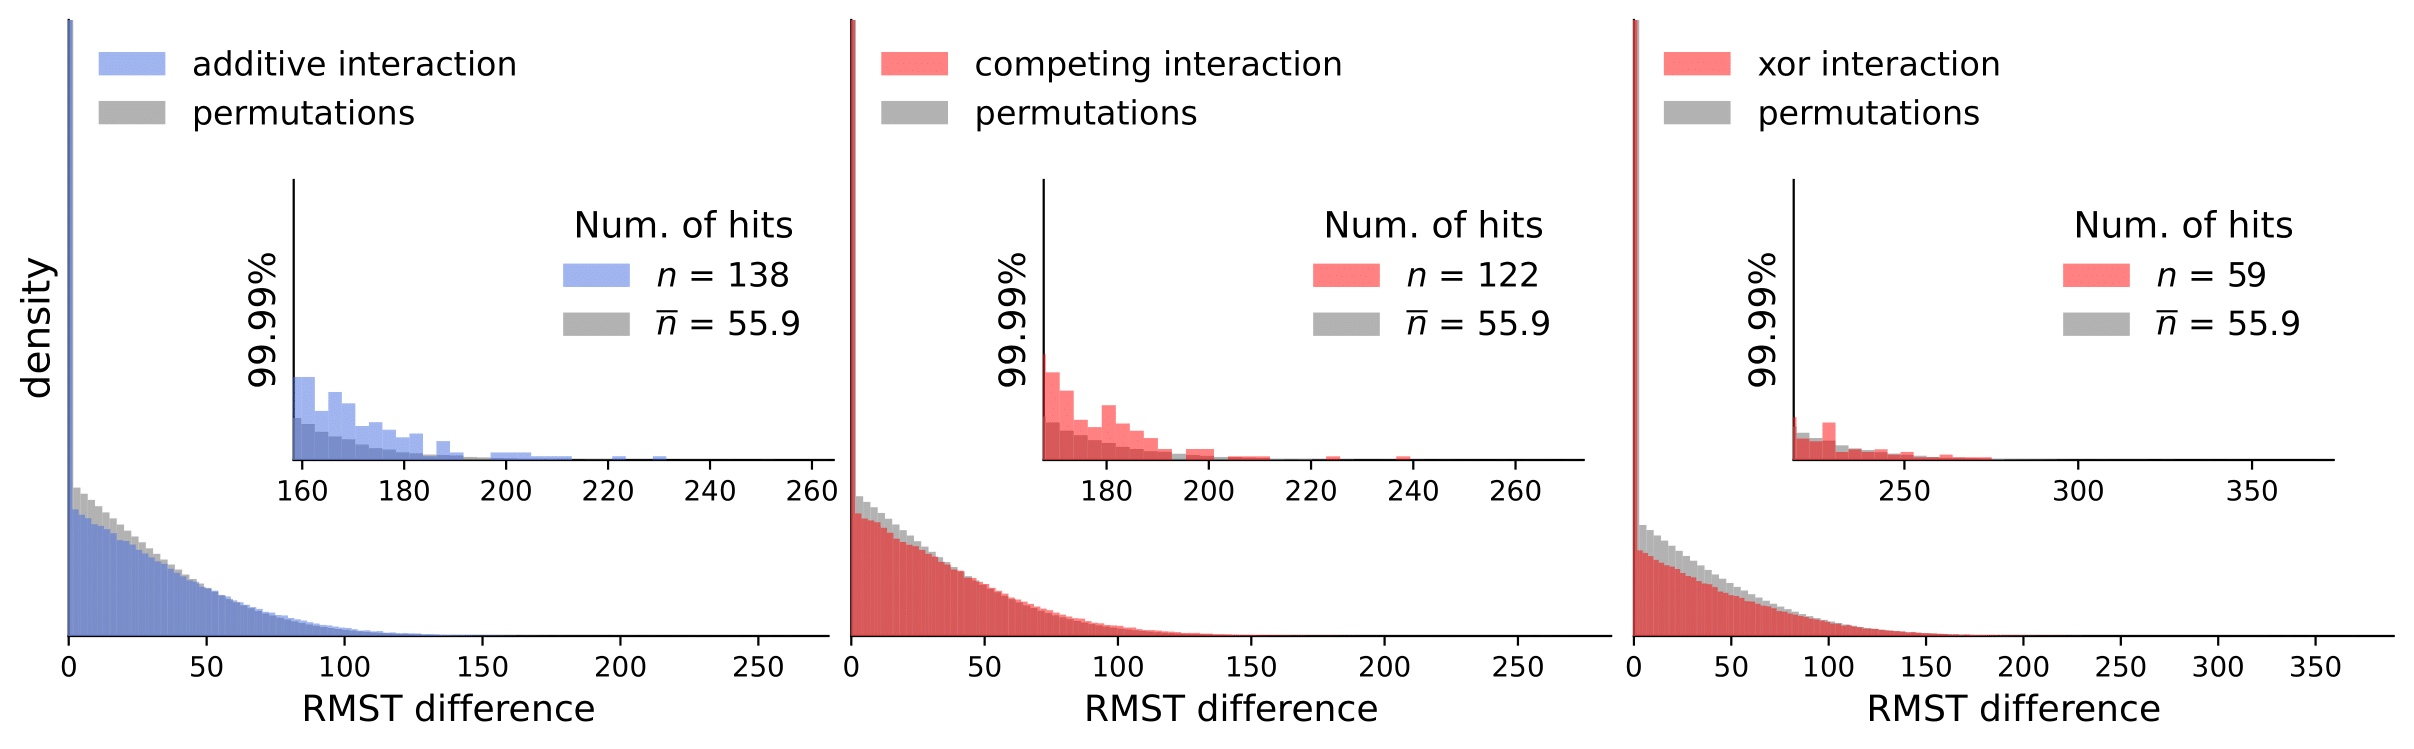 additive interaction
permutations
density
99.99%
Num. of hits
n = 138
n̅ = 55.9
160 180 200 220 240 260
0 50 100 150 200 250
RMST difference
competing interaction
permutations
99.99%
Num. of hits
n = 122
n̅ = 55.9
180 200 220 240 260
0 50 100 150 200 250
RMST difference
xor interaction
permutations
99.99%
Num. of hits
n = 59
n̅ = 55.9
250 300 350
0 50 100 150 200 250 300 350
RMST difference